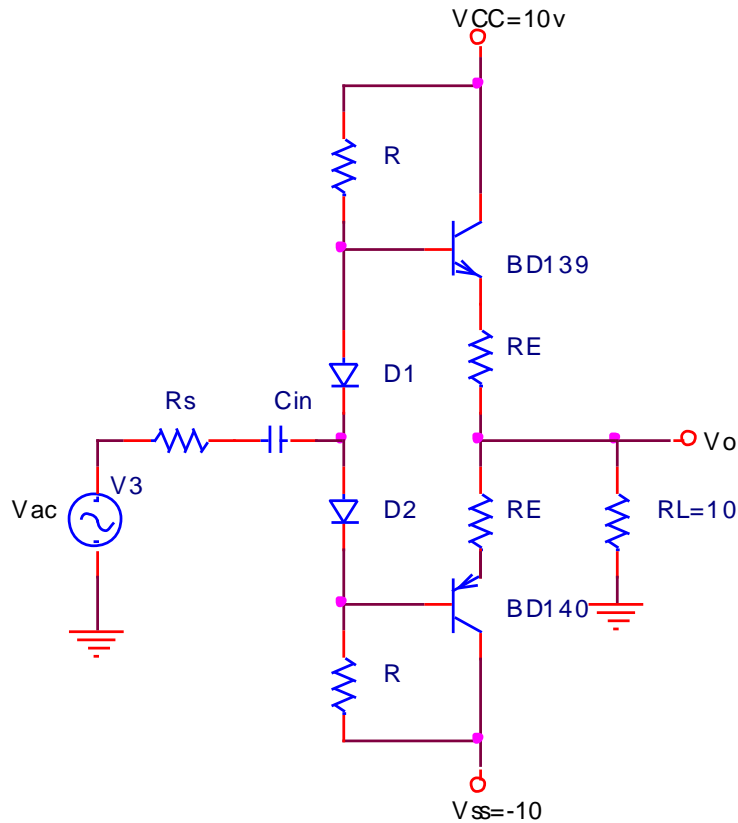 VCC=10v
R
BD139
RE
D1
Rs
Cin
V3
Vac
Vo
D2
RE
RL=10
BD140
R
Vss=-10